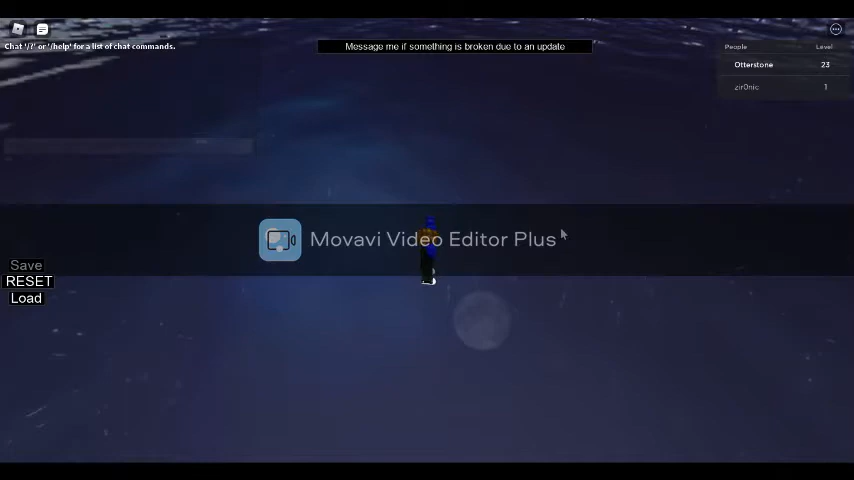 Chat '/?' or '/help' for a list of chat commands.
Message me if something is broken due to an update
People Level
Otterstone 23
zir0nic 1
Movavi Video Editor Plus
Save
RESET
Load